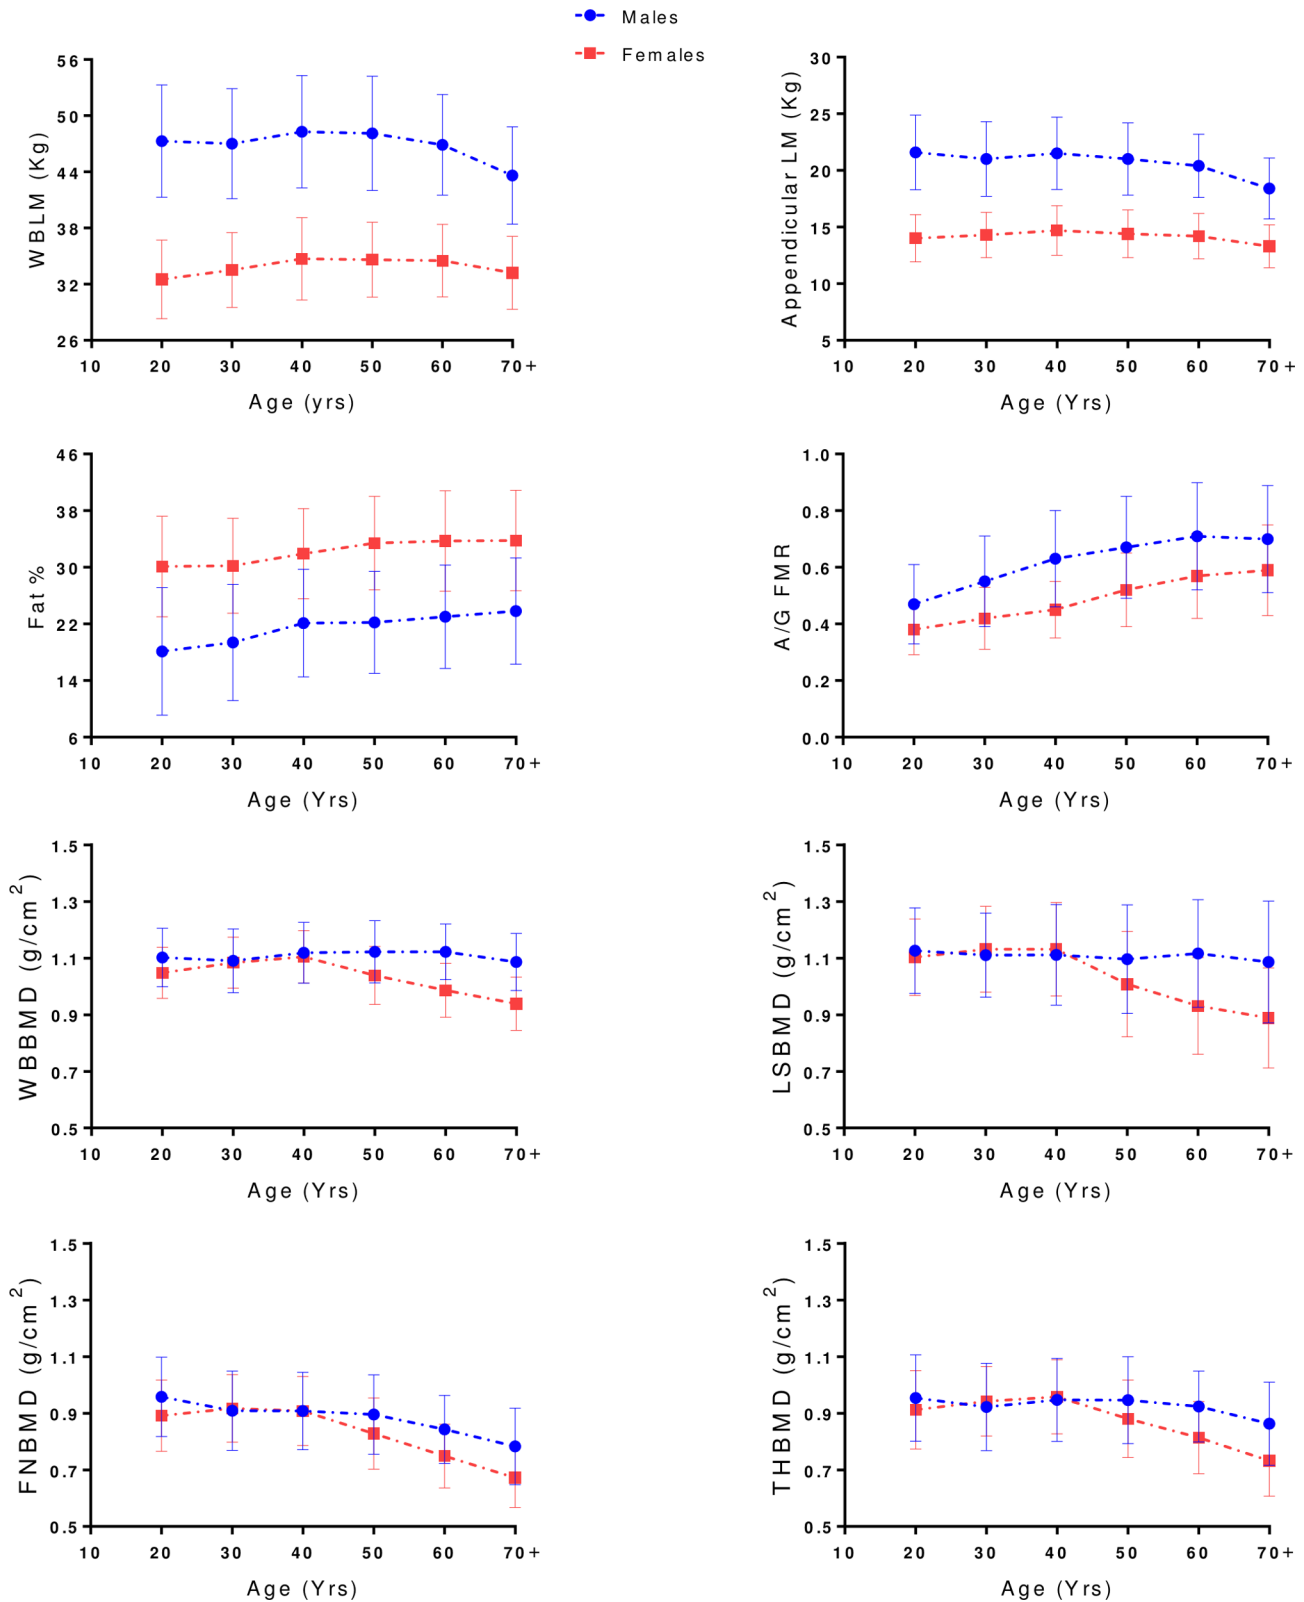 Males
Females
WBLM (Kg)
56
50
44
38
32
26
10 20 30 40 50 60 70+
Age (yrs)
Appendicular LM (Kg)
30
25
20
15
10
5
10 20 30 40 50 60 70+
Age (Yrs)
Fat %
46
38
30
22
14
6
10 20 30 40 50 60 70+
Age (Yrs)
A/G FMR
1.0
0.8
0.6
0.4
0.2
0.0
10 20 30 40 50 60 70+
Age (Yrs)
WBBMD (g/cm²)
1.5
1.3
1.1
0.9
0.7
0.5
10 20 30 40 50 60 70+
Age (Yrs)
LSBMD (g/cm²)
1.5
1.3
1.1
0.9
0.7
0.5
10 20 30 40 50 60 70+
Age (Yrs)
FNBMD (g/cm²)
1.5
1.3
1.1
0.9
0.7
0.5
10 20 30 40 50 60 70+
Age (Yrs)
THBMD (g/cm²)
1.5
1.3
1.1
0.9
0.7
0.5
10 20 30 40 50 60 70+
Age (Yrs)